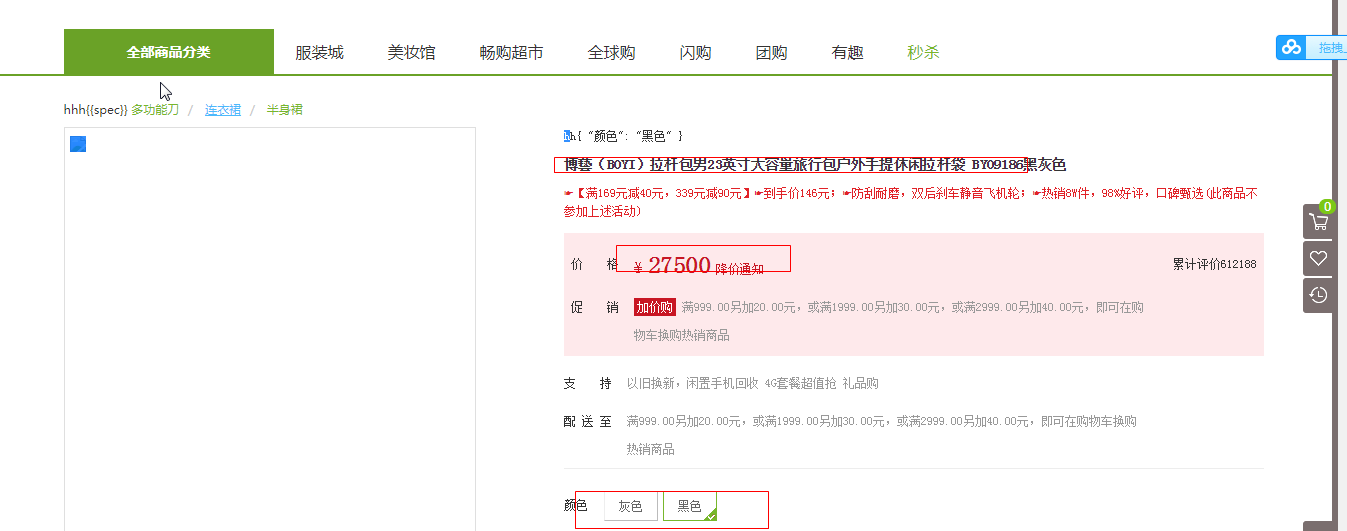 全部商品分类 服装城 美妆馆 畅购超市 全球购 闪购 团购 有趣 秒杀
拖拽
hhh{{spec}} 多功能刀 / 连衣裙 / 半身裙
hh{ "颜色": "黑色" }
博艺（BOYI）拉杆包男23英寸大容量旅行包户外手提休闲拉杆袋 BY09186黑灰色
☛【满169元减40元，339元减90元】☛到手价146元；☛防刮耐磨，双后刹车静音飞机轮；☛热销8W件，98%好评，口碑甄选(此商品不
参加上述活动)
0
价 格 ¥ 27500 降价通知 累计评价612188
促 销 加价购 满999.00另加20.00元，或满1999.00另加30.00元，或满2999.00另加40.00元，即可在购
物车换购热销商品
支 持 以旧换新，闲置手机回收 4G套餐超值抢 礼品购
配 送 至 满999.00另加20.00元，或满1999.00另加30.00元，或满2999.00另加40.00元，即可在购物车换购
热销商品
颜色 灰色 黑色